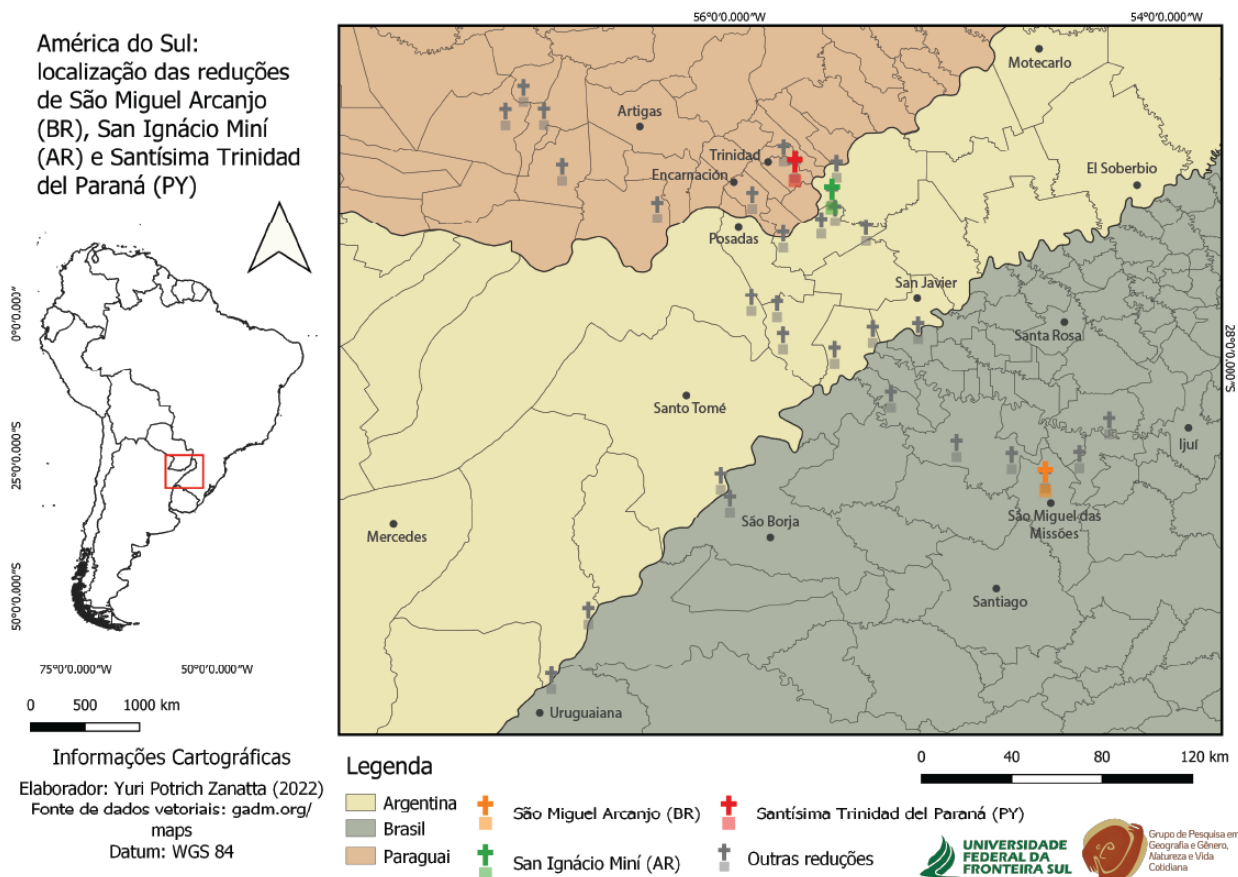 América do Sul:
localização das reduções
de São Miguel Arcanjo
(BR), San Ignácio Miní
(AR) e Santísima Trinidad
del Paraná (PY)
0°0'0.000"
25°0'0.000"S
50°0'0.000"S
75°0'0.000"W
50°0'0.000"W
0 500 1000 km
Informações Cartográficas
Elaborador: Yuri Potrich Zanatta (2022)
Fonte de dados vetoriais: gadm.org/
maps
Datum: WGS 84
56°0'0.000"W
54°0'0.000"W
28°0'0.000"S
Motecarlo
Artigas
Trinidad
El Soberbio
Encarnación
Posadas
San Javier
Santa Rosa
Santo Tomé
Ijuí
São Miguel das
Missões
Mercedes
São Borja
Santiago
Uruguaiana
0 40 80 120 km
Legenda
Argentina
Brasil
Paraguai
São Miguel Arcanjo (BR)
San Ignácio Miní (AR)
Santísima Trinidad del Paraná (PY)
Outras reduções
UNIVERSIDADE
FEDERAL DA
FRONTEIRA SUL
Grupo de Pesquisa em
Geografia e Gênero,
Natureza e Vida
Cotidiana